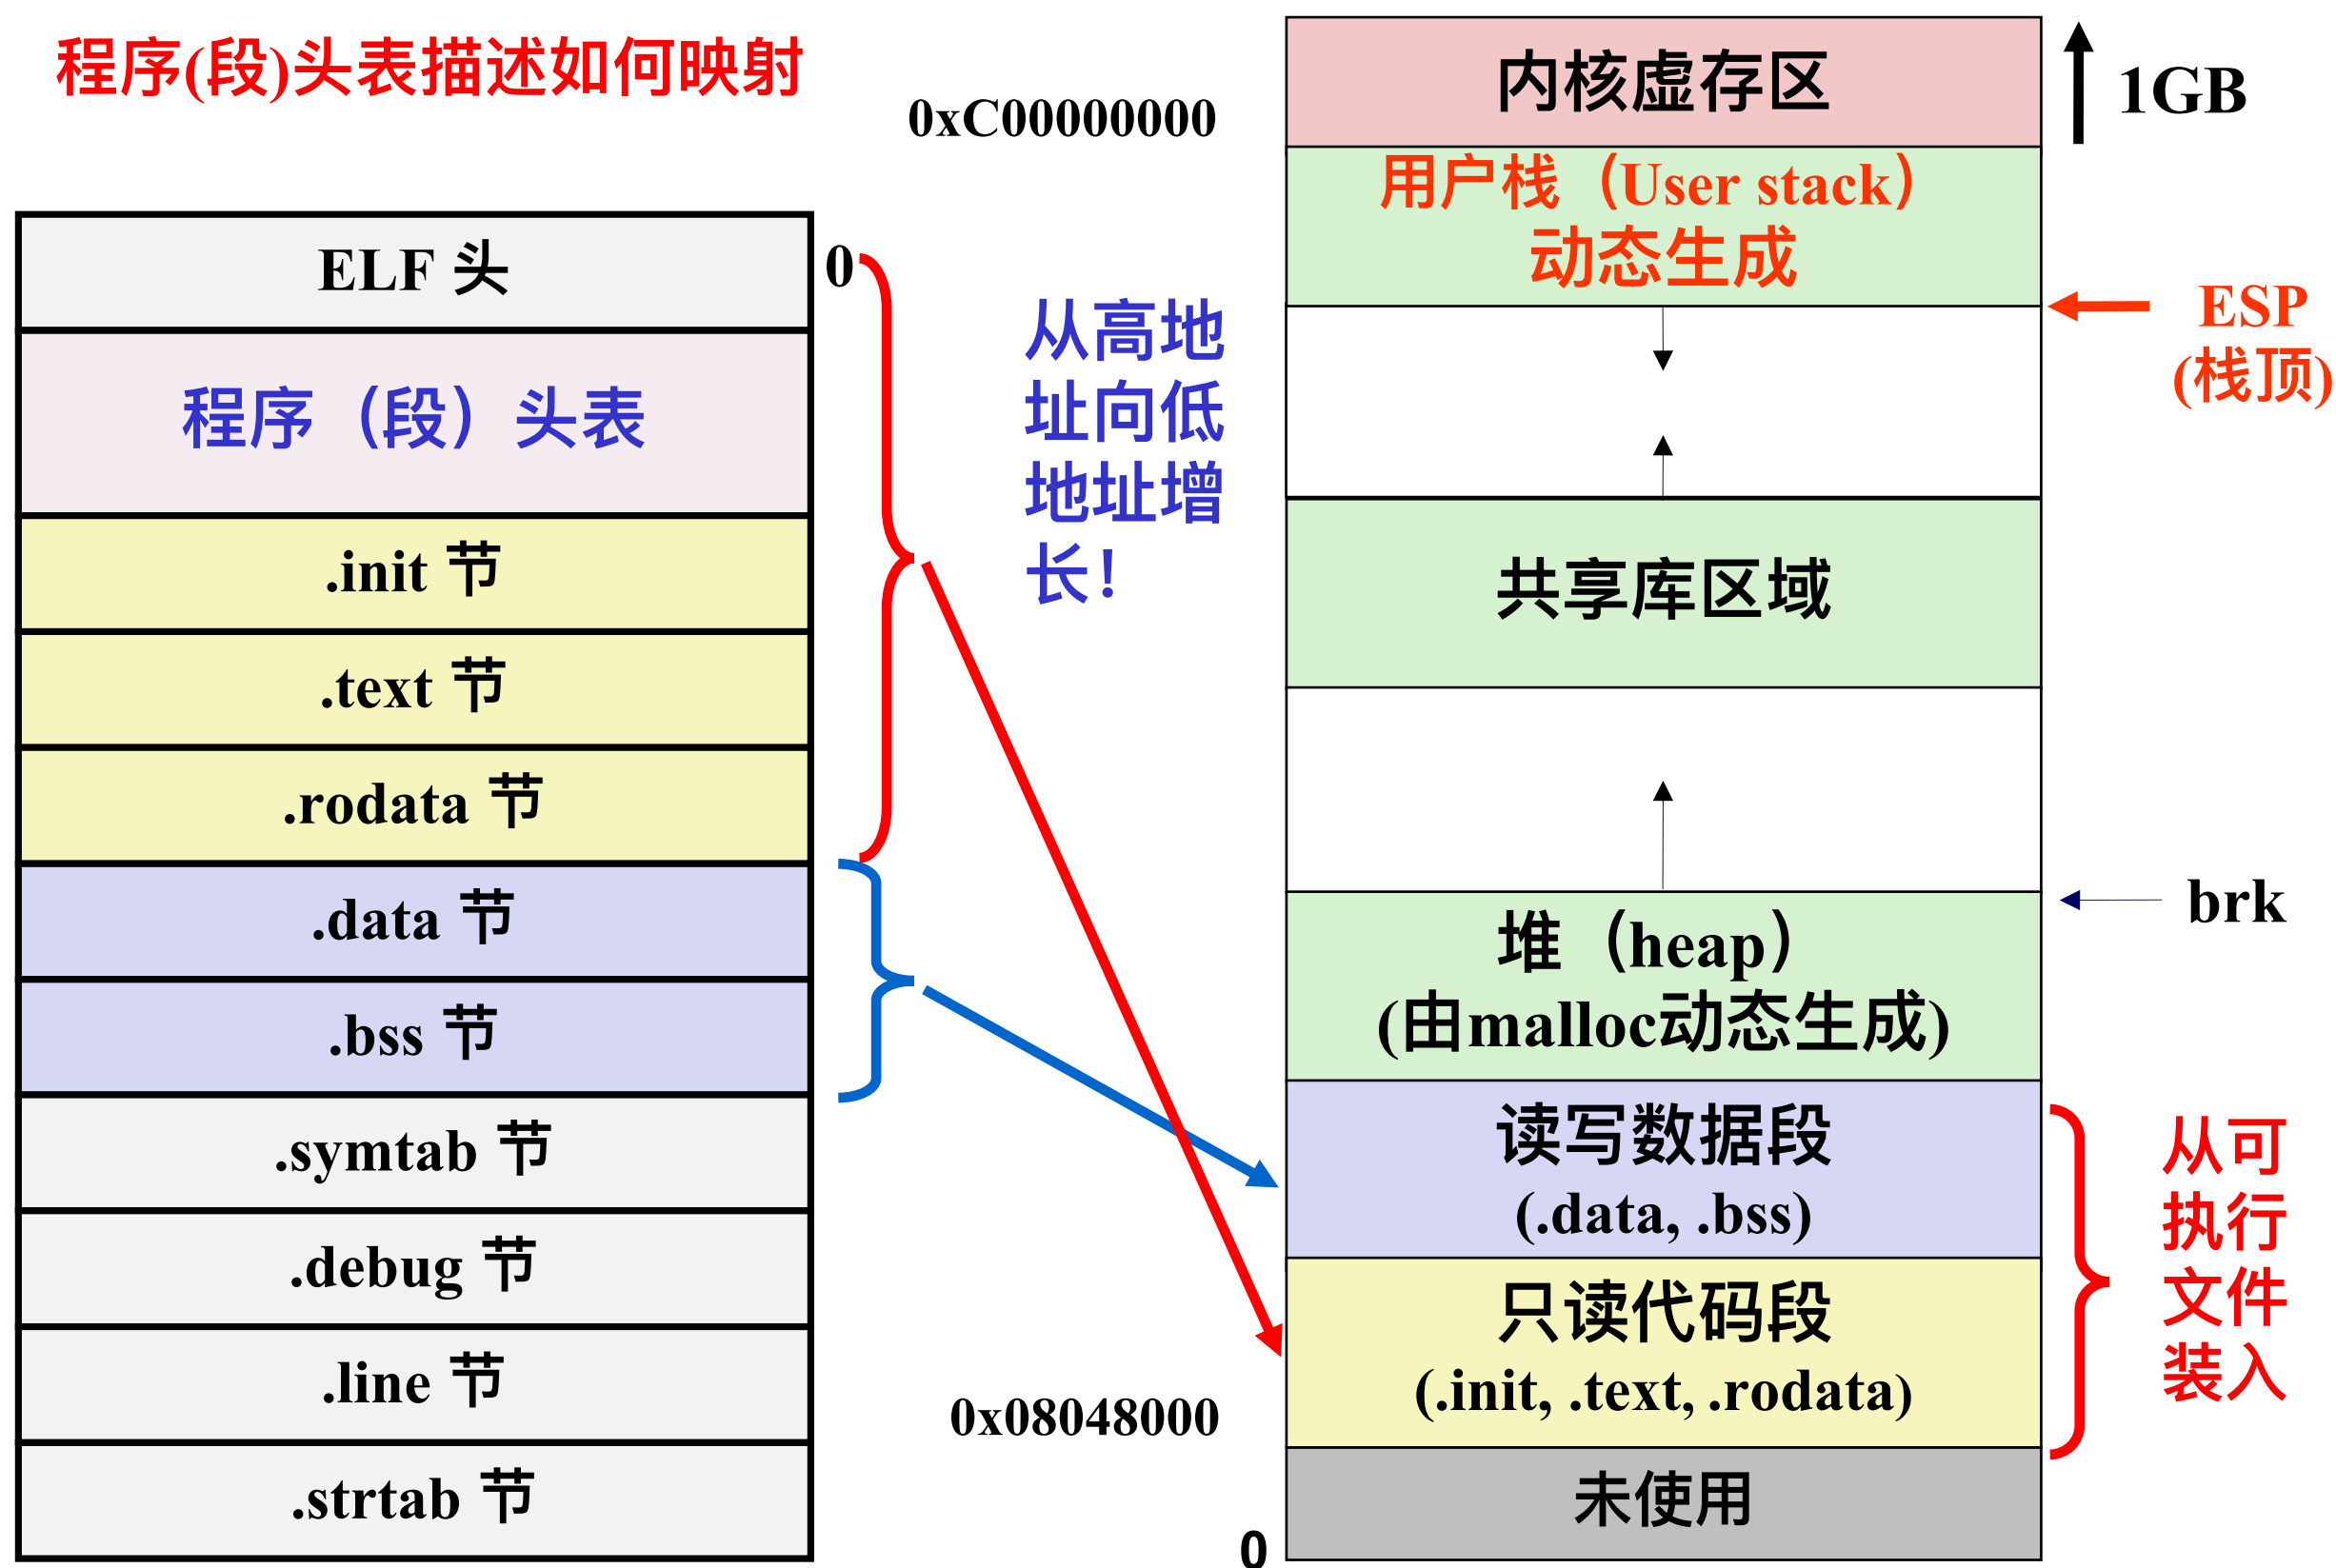 程序(段)头表描述如何映射
ELF 头
程序（段）头表
.init 节
.text 节
.rodata 节
.data 节
.bss 节
.symtab 节
.debug 节
.line 节
.strtab 节
0
0xC0000000
从高地
址向低
地址增
长!
0x08048000
0
内核虚存区
用户栈（User stack）
动态生成
共享库区域
堆（heap）
(由malloc动态生成)
读写数据段
(.data, .bss)
只读代码段
(.init, .text, .rodata)
未使用
1GB
ESP
(栈顶)
brk
从可
执行
文件
装入